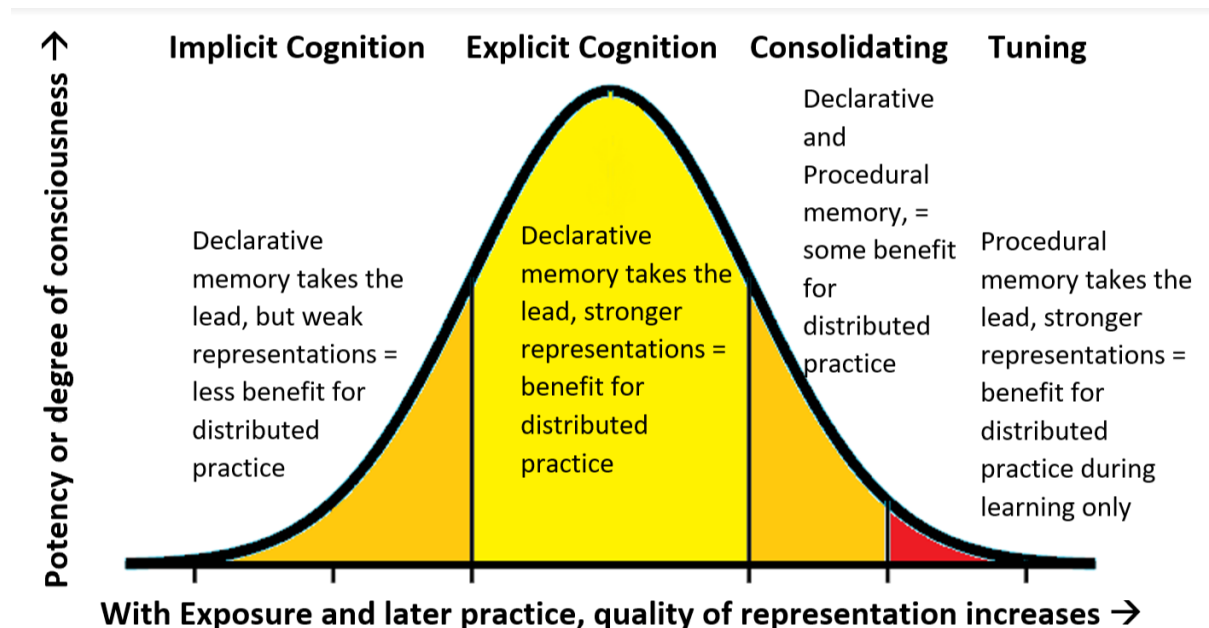 Potency or degree of consciousness →
Implicit Cognition
Explicit Cognition
Consolidating
Tuning
Declarative
memory takes the
lead, but weak
representations =
less benefit for
distributed
practice
Declarative
memory takes the
lead, stronger
representations =
benefit for
distributed
practice
Declarative
and
Procedural
memory, =
some benefit
for
distributed
practice
Procedural
memory takes the
lead, stronger
representations =
benefit for
distributed
practice during
learning only
With Exposure and later practice, quality of representation increases →